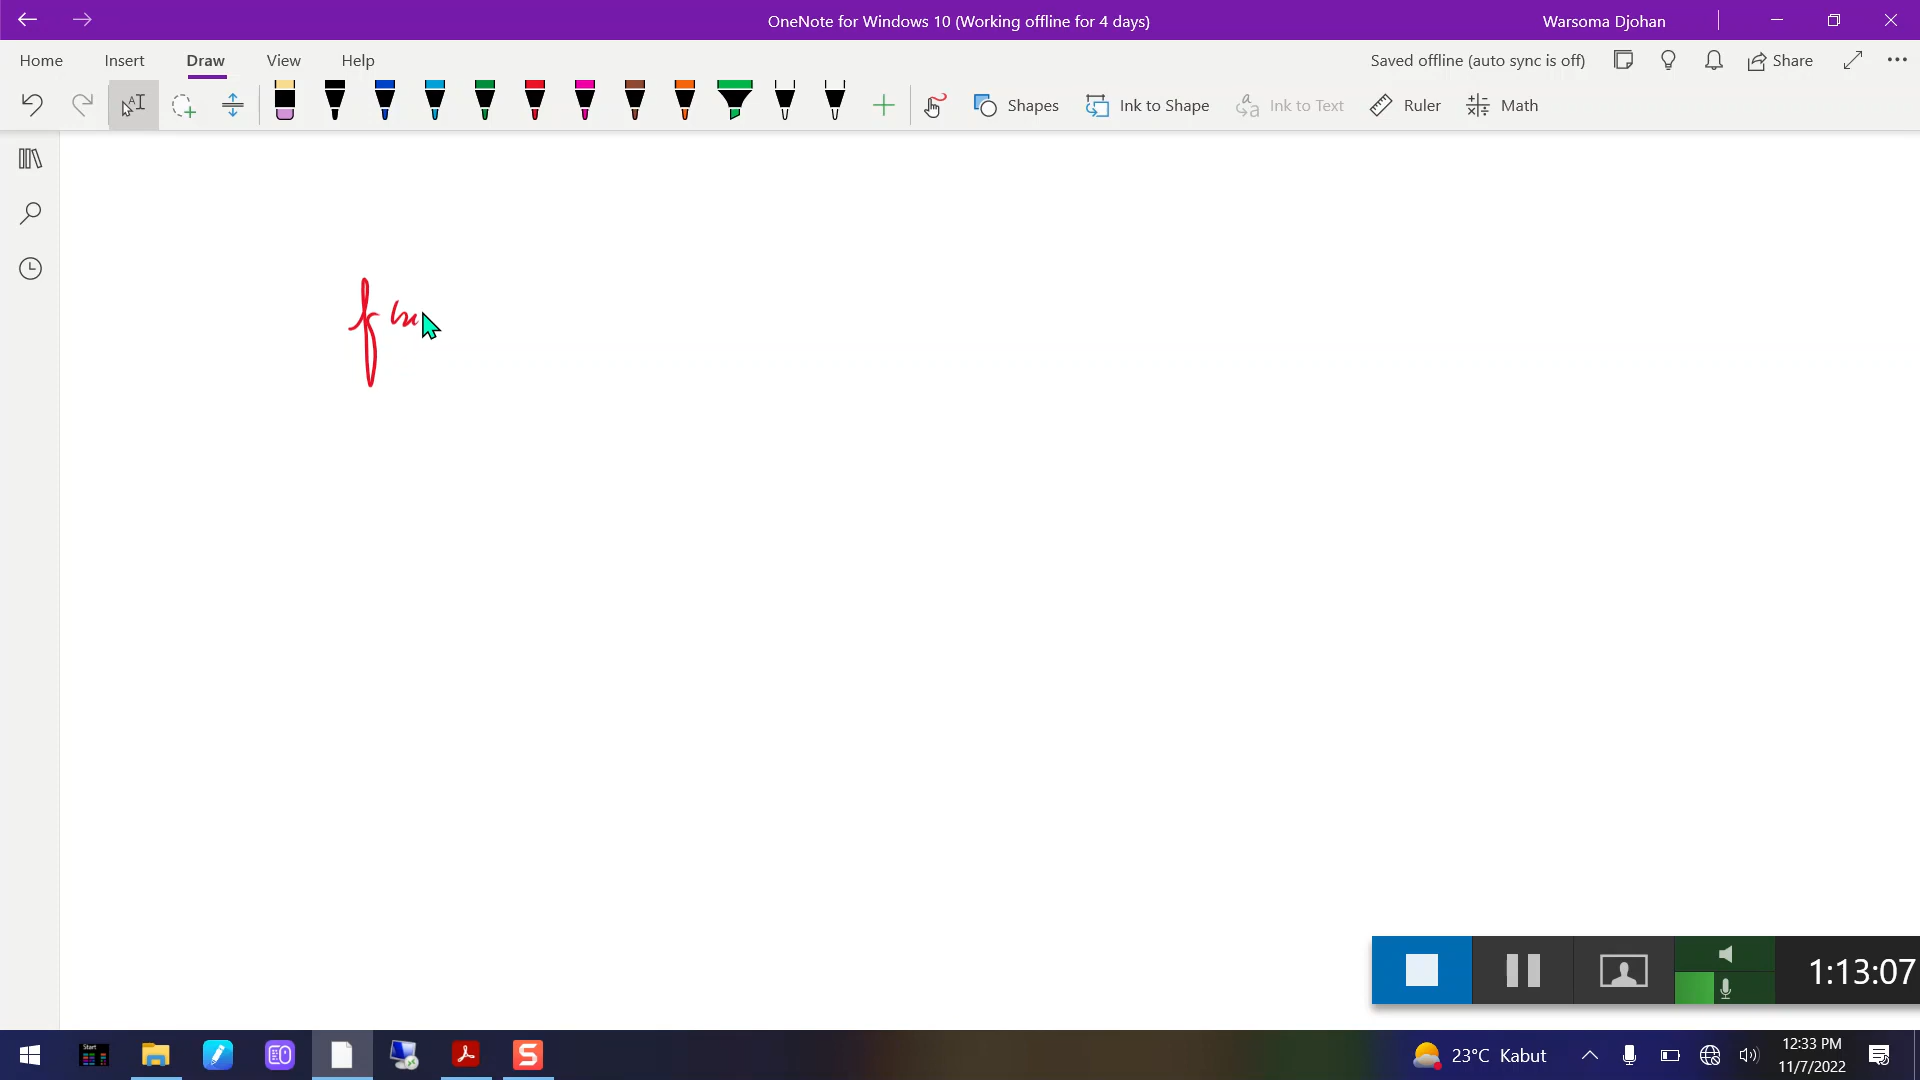 OneNote for Windows 10 (Working offline for 4 days)
Warsoma Djohan
Home Insert Draw View Help
Saved offline (auto sync is off) Share
Shapes Ink to Shape Ink to Text Ruler Math
f
1:13:07
Start
23°C Kabut
12:33 PM
11/7/2022